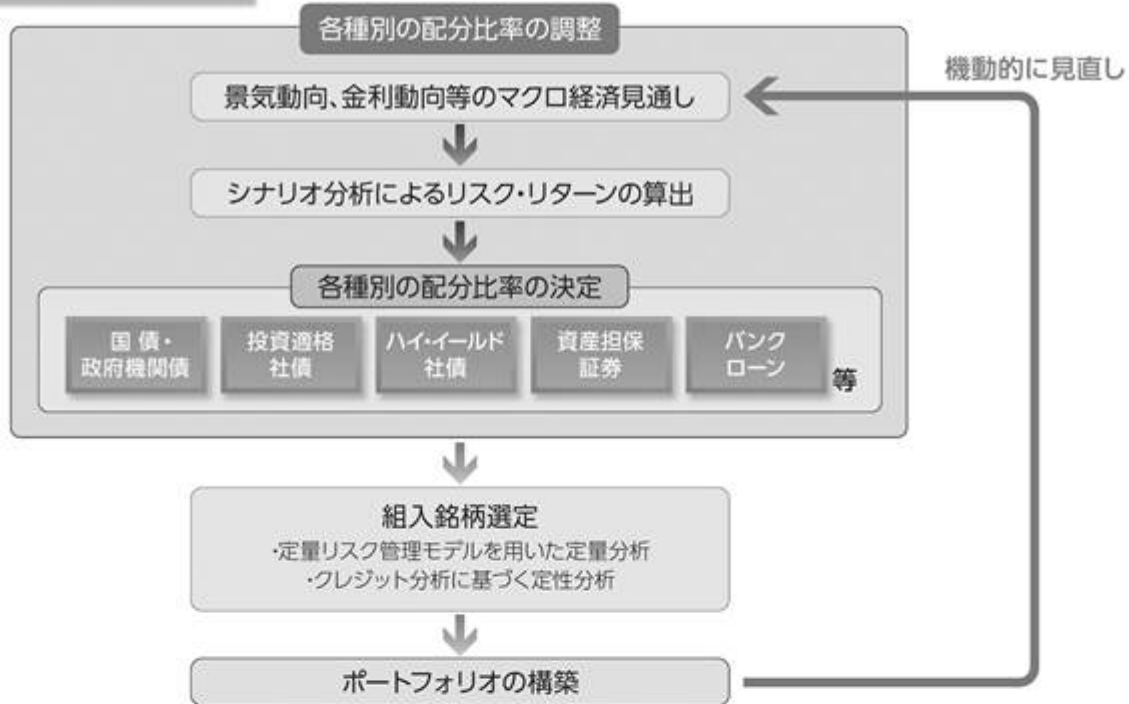 各種別の配分比率の調整
機動的に見直し
景気動向、金利動向等のマクロ経済見通し
シナリオ分析によるリスク・リターンの算出
各種別の配分比率の決定
国債・
政府機関債
投資適格
社債
ハイ・イールド
社債
資産担保
証券
バンク
ローン
等
組入銘柄選定
・定量リスク管理モデルを用いた定量分析
・クレジット分析に基づく定性分析
ポートフォリオの構築